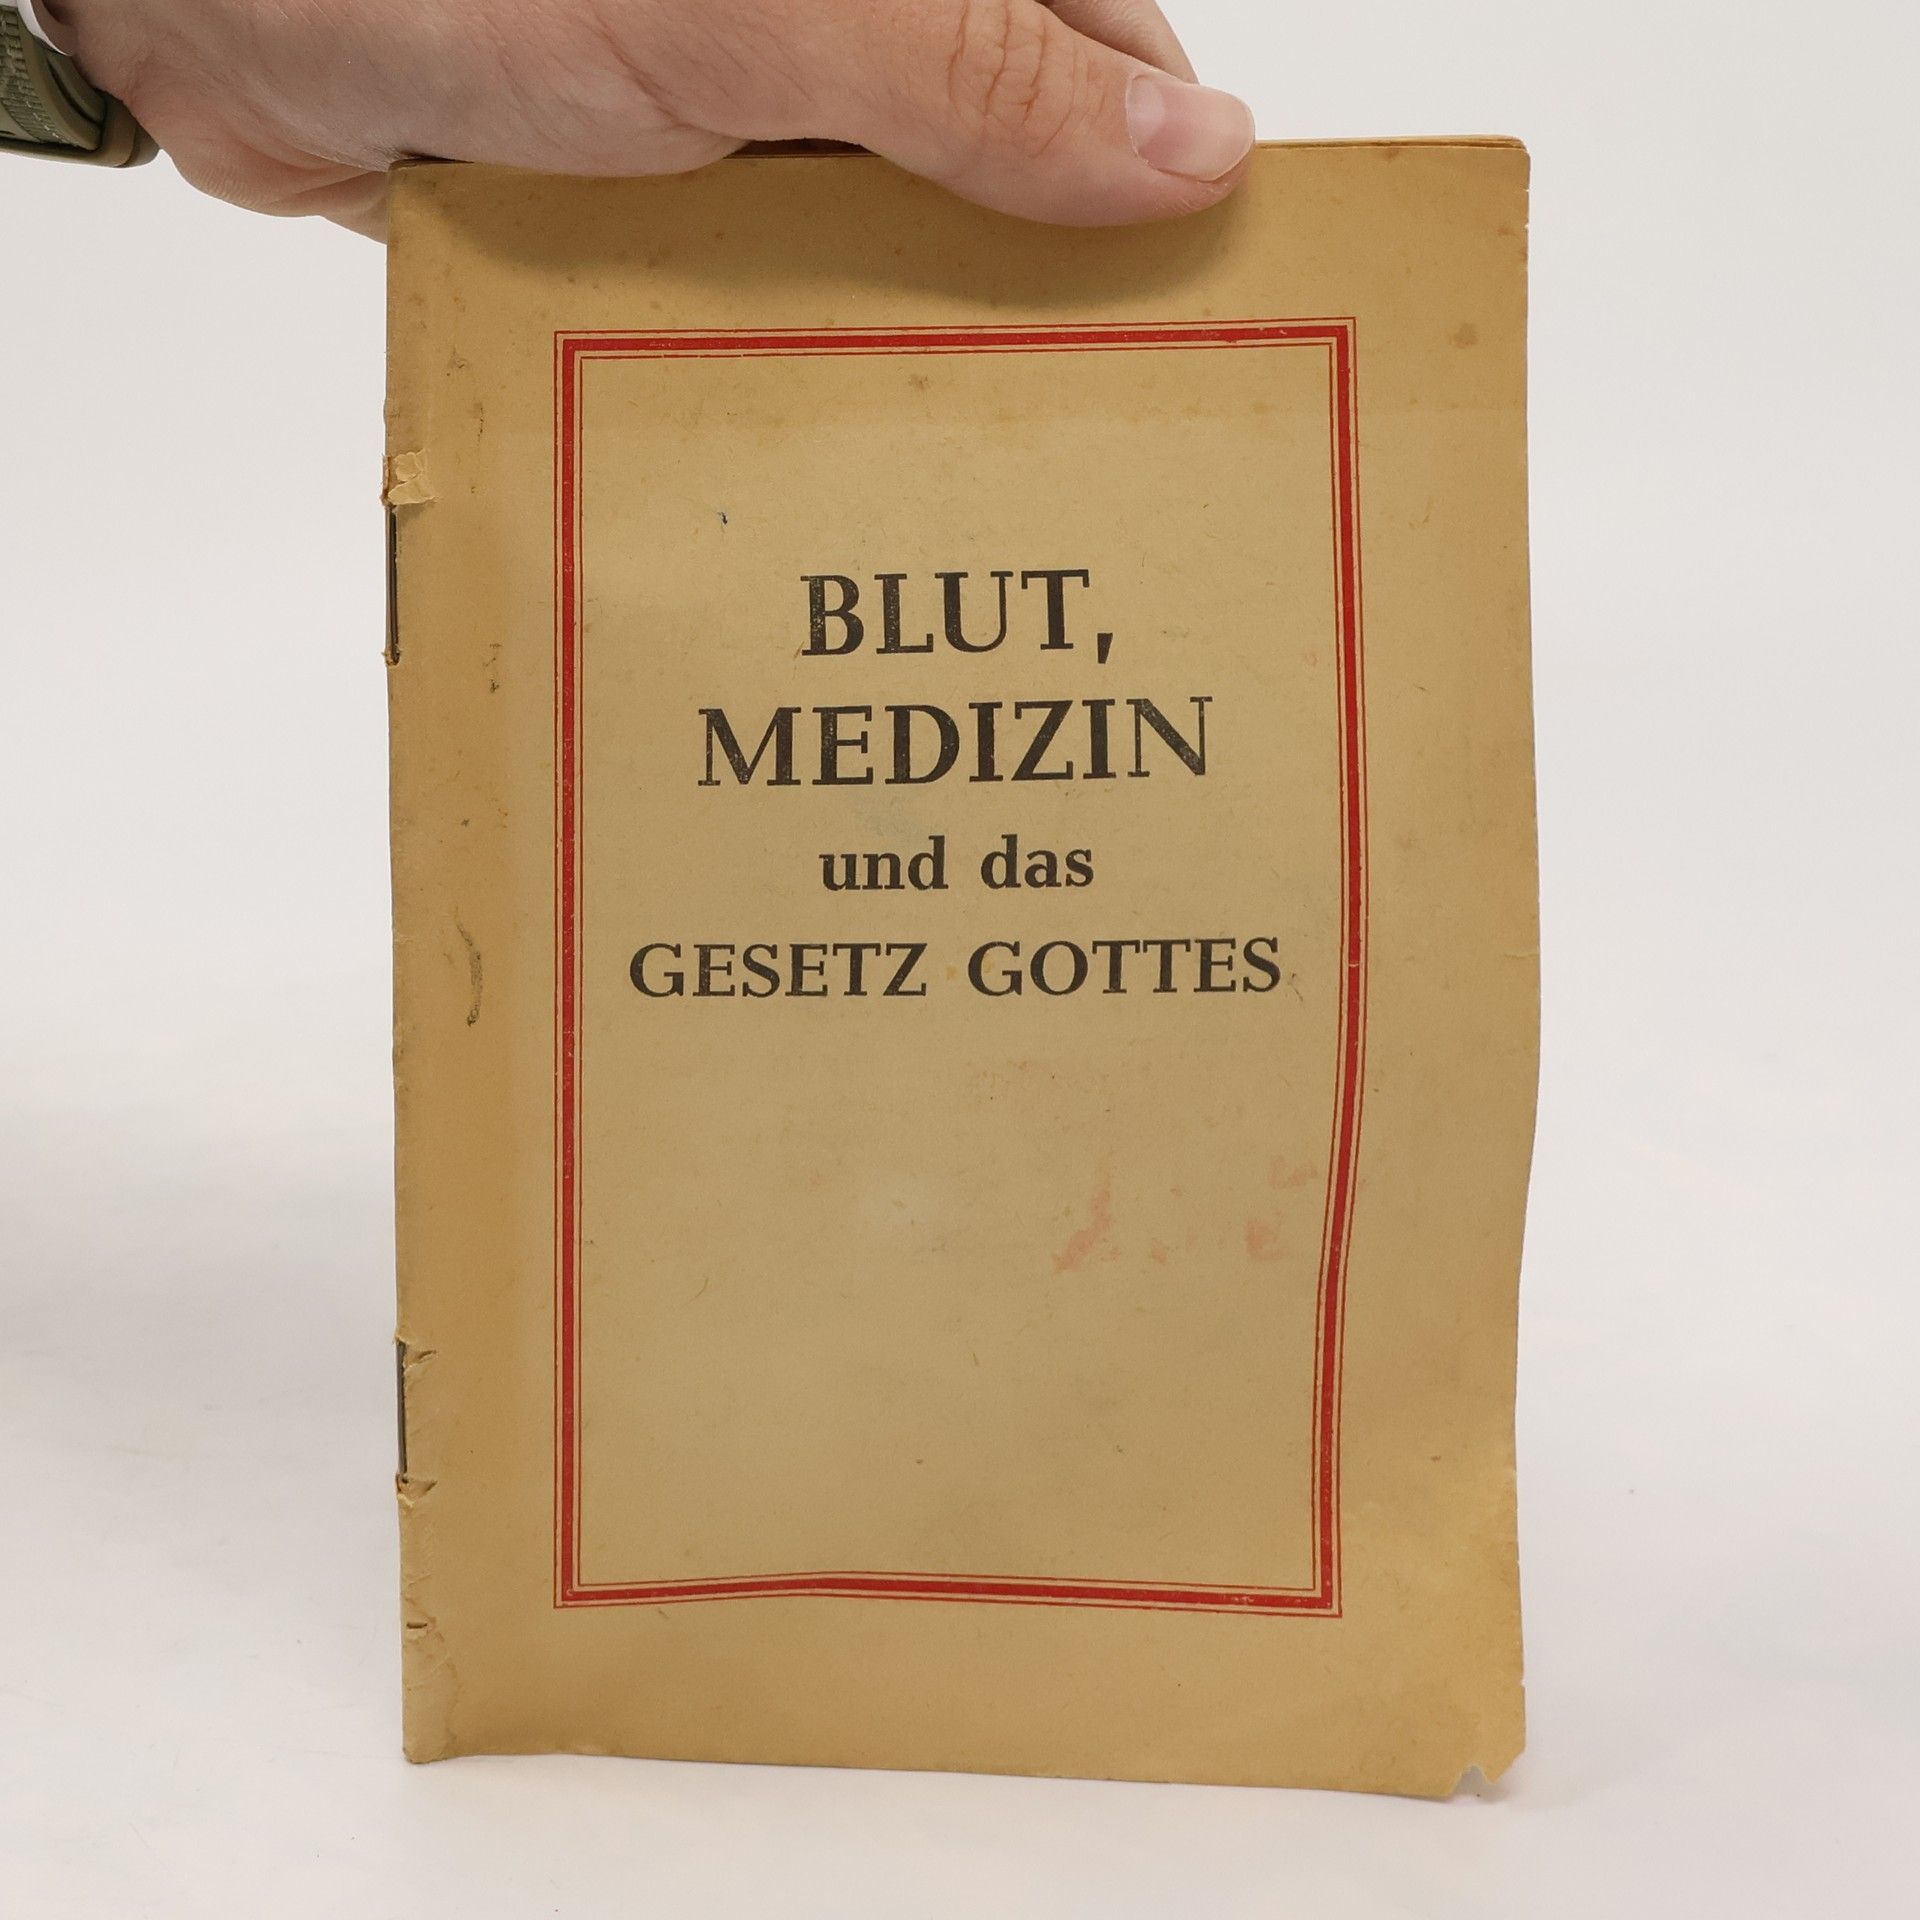 BLUT,
MEDIZIN
und das
GESETZ GOTTES